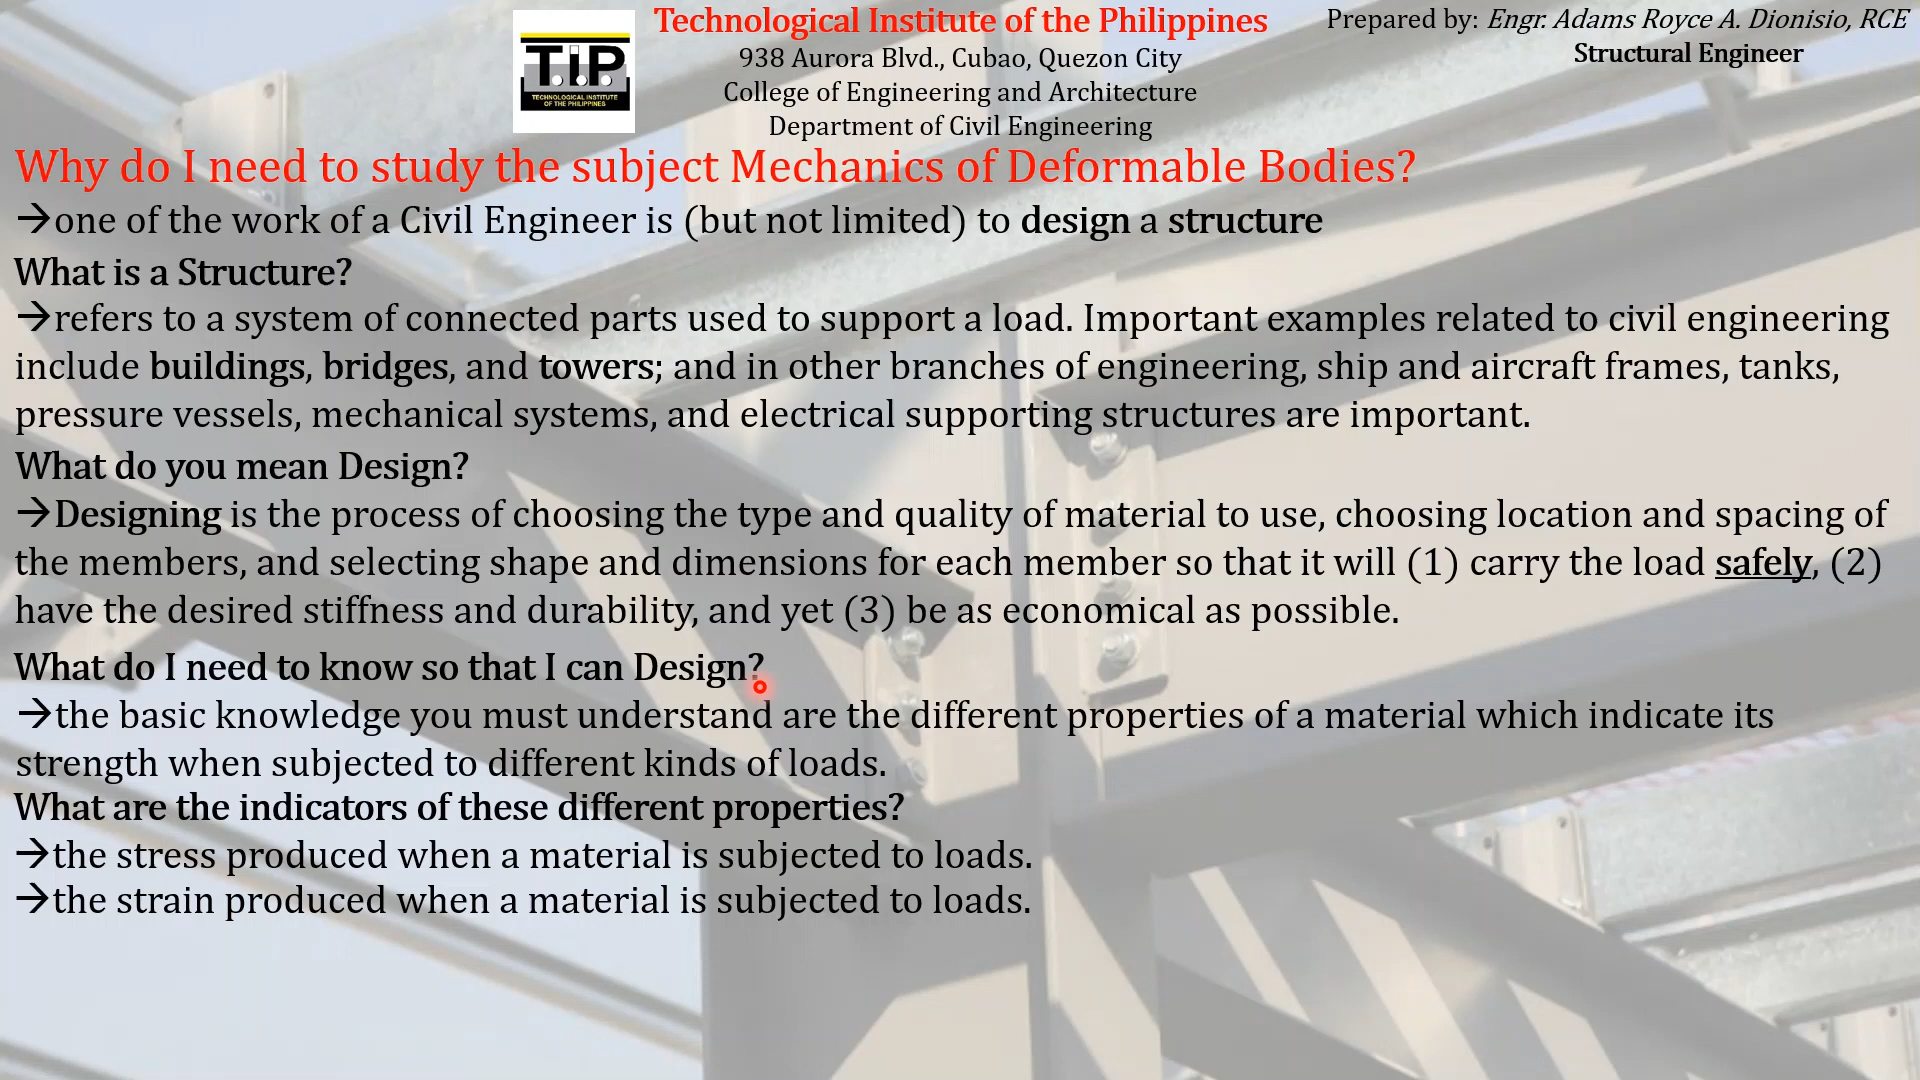 T.I.P
TECHNOLOGICAL INSTITUTE
OF THE PHILIPPINES
Technological Institute of the Philippines
938 Aurora Blvd., Cubao, Quezon City
College of Engineering and Architecture
Department of Civil Engineering
Prepared by: Engr. Adams Royce A. Dionisio, RCE
Structural Engineer
Why do I need to study the subject Mechanics of Deformable Bodies?
→one of the work of a Civil Engineer is (but not limited) to design a structure
What is a Structure?
→refers to a system of connected parts used to support a load. Important examples related to civil engineering
include buildings, bridges, and towers; and in other branches of engineering, ship and aircraft frames, tanks,
pressure vessels, mechanical systems, and electrical supporting structures are important.
What do you mean Design?
→Designing is the process of choosing the type and quality of material to use, choosing location and spacing of
the members, and selecting shape and dimensions for each member so that it will (1) carry the load safely, (2)
have the desired stiffness and durability, and yet (3) be as economical as possible.
What do I need to know so that I can Design?
→the basic knowledge you must understand are the different properties of a material which indicate its
strength when subjected to different kinds of loads.
What are the indicators of these different properties?
→the stress produced when a material is subjected to loads.
→the strain produced when a material is subjected to loads.